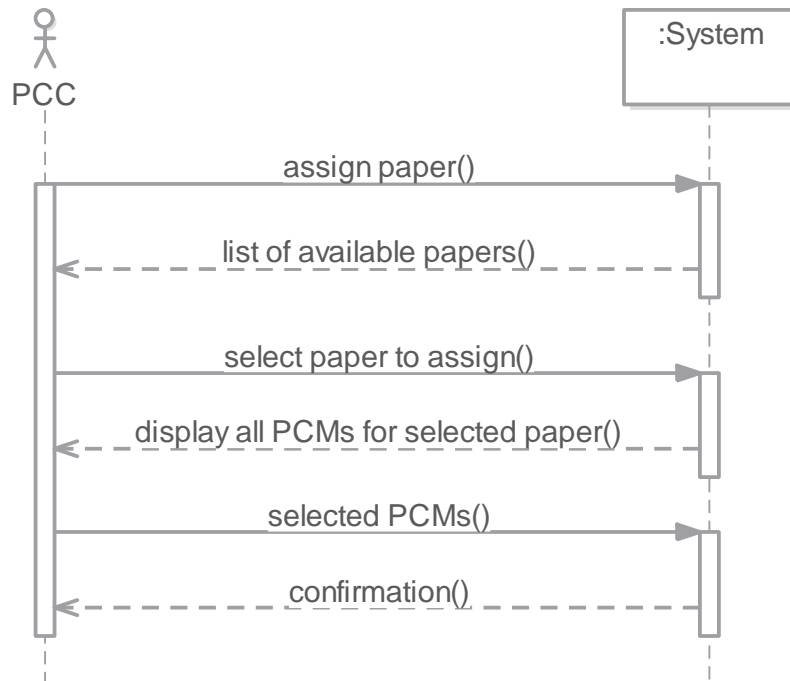 PCC
:System
assign paper()
list of available papers()
select paper to assign()
display all PCMs for selected paper()
selected PCMs()
confirmation()